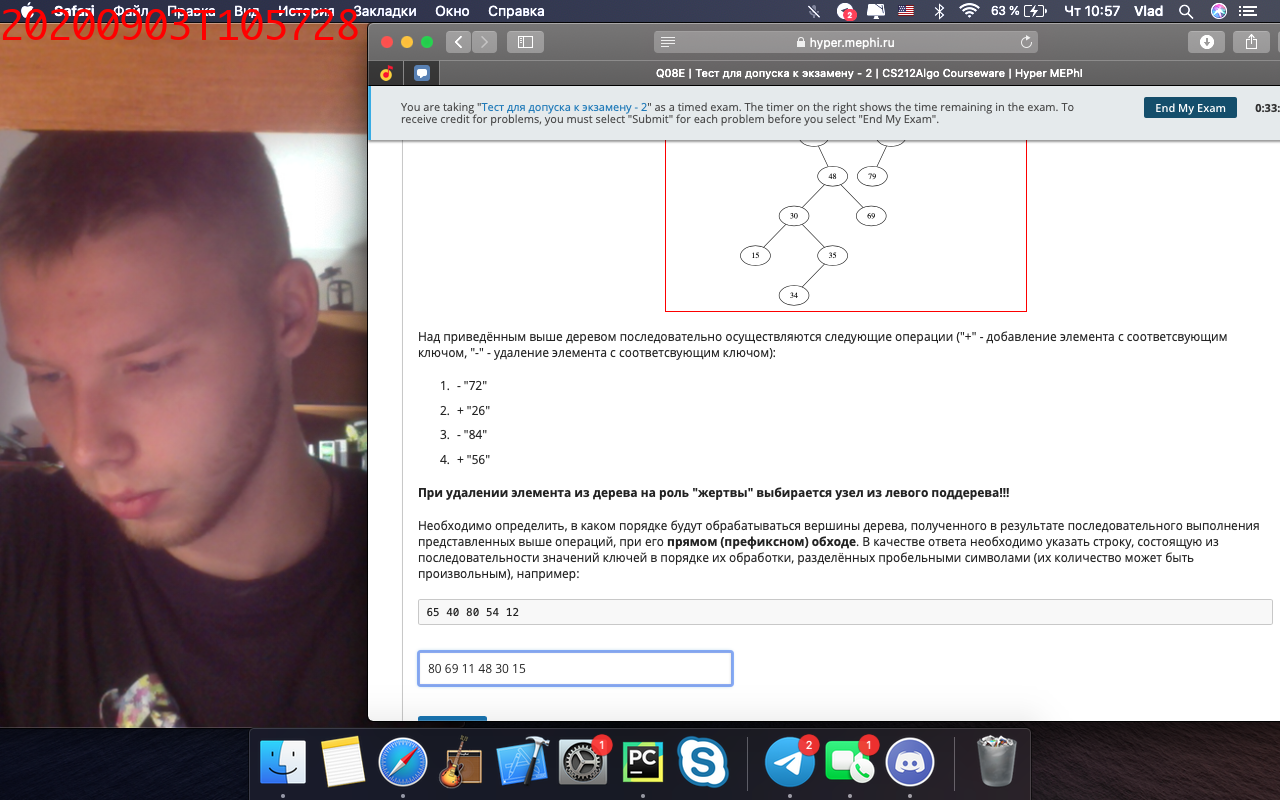 20200903T105728
Safari Файл Правка Вид История Закладки Окно Справка
2
63 % Чт 10:57 Vlad
hyper.mephi.ru
Q08E | Тест для допуска к экзамену - 2 | CS212Algo Courseware | Hyper MEPhI
You are taking "Тест для допуска к экзамену - 2" as a timed exam. The timer on the right shows the time remaining in the exam. To
receive credit for problems, you must select "Submit" for each problem before you select "End My Exam".
End My Exam
0:33:
48 79
30 69
15 35
34
Над приведённым выше деревом последовательно осуществляются следующие операции ("+" - добавление элемента с соответсвующим
ключом, "-" - удаление элемента с соответсвующим ключом):
1. - "72"
2. + "26"
3. - "84"
4. + "56"
При удалении элемента из дерева на роль "жертвы" выбирается узел из левого поддерева!!!
Необходимо определить, в каком порядке будут обрабатываться вершины дерева, полученного в результате последовательного выполнения
представленных выше операций, при его прямом (префиксном) обходе. В качестве ответа необходимо указать строку, состоящую из
последовательности значений ключей в порядке их обработки, разделённых пробельными символами (их количество может быть
произвольным), например:
65 40 80 54 12
80 69 11 48 30 15
1
PC
2
1